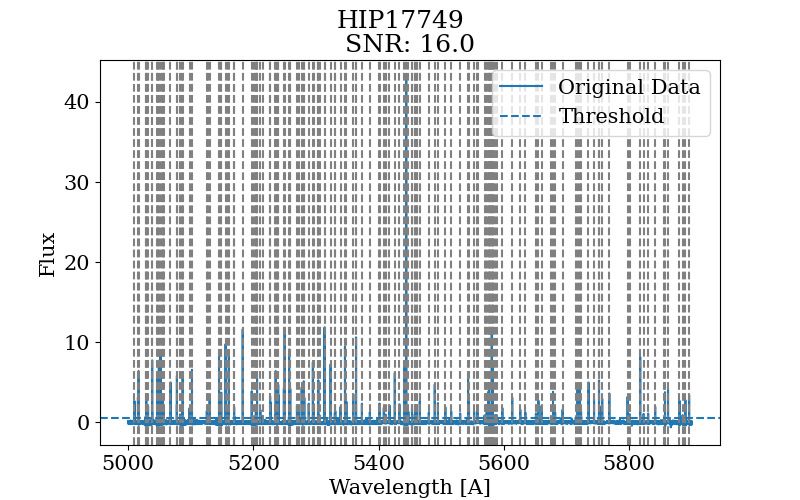 HIP17749
SNR: 16.0
Original Data
Threshold
Flux
40
30
20
10
0
5000 5200 5400 5600 5800
Wavelength [A]